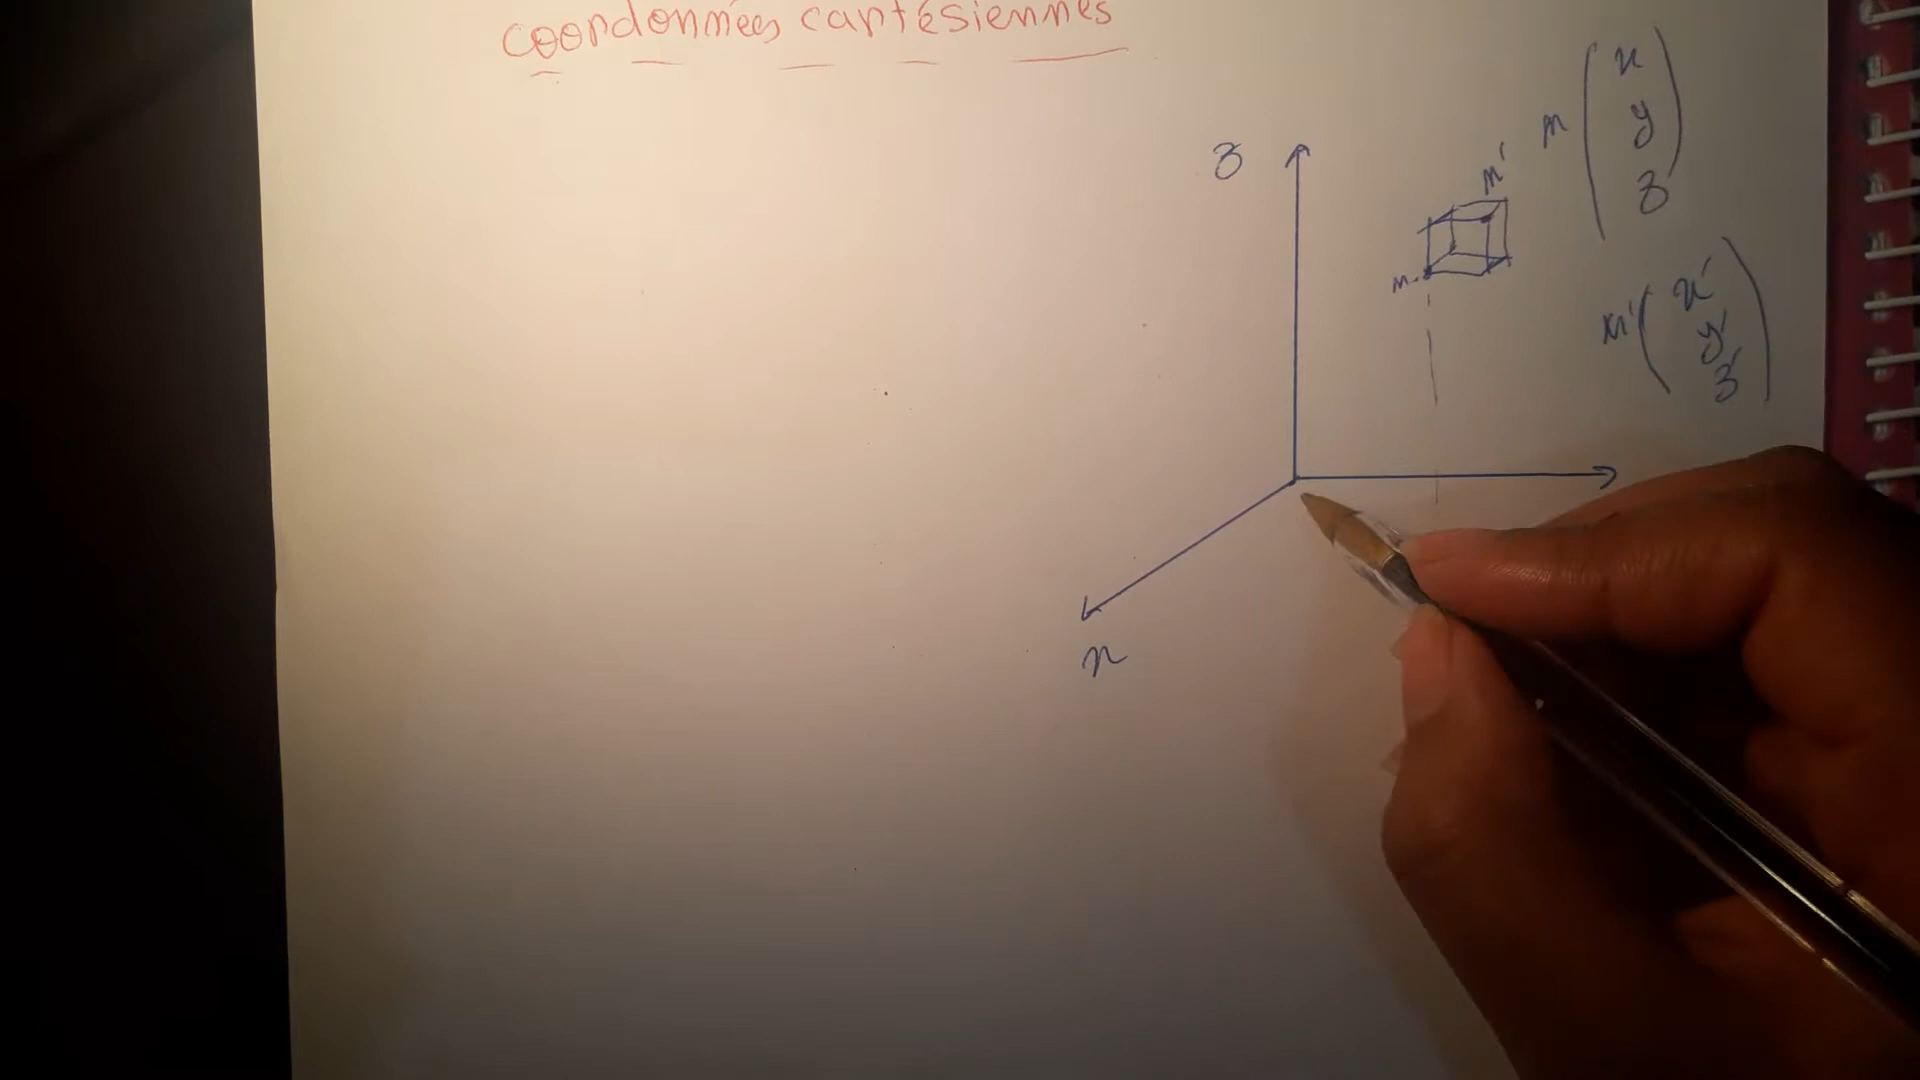 coordonnées cartésiennes
z
M'
M
M ( x
y
z )
M' ( x'
y'
z' )
x